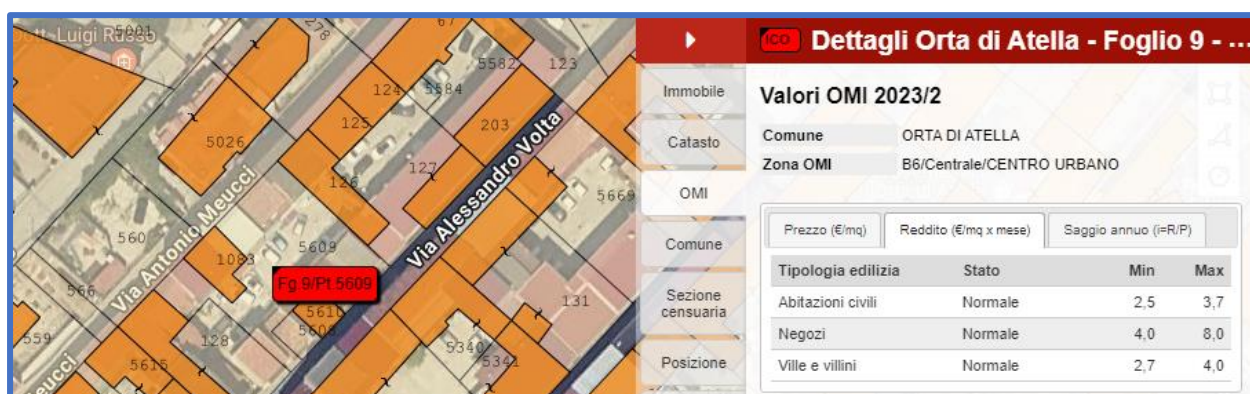 Dott. Luigi Russo
5001
278
67
5582
123
124
5584
125
203
5026
127
126
Via Alessandro Volta
5669
Via Antonio Meucci
560
5609
1083
Fg.9/Pt.5609
566
5610
5608
131
559
128
5615
5340
5341
Meucci
Immobile
Catasto
OMI
Comune
Sezione
censuaria
Posizione
ICO Dettagli Orta di Atella - Foglio 9 - ...
Valori OMI 2023/2
Comune ORTA DI ATELLA
Zona OMI B6/Centrale/CENTRO URBANO
Prezzo (€/mq) Reddito (€/mq x mese) Saggio annuo (i=R/P)
Tipologia edilizia Stato Min Max
Abitazioni civili Normale 2,5 3,7
Negozi Normale 4,0 8,0
Ville e villini Normale 2,7 4,0